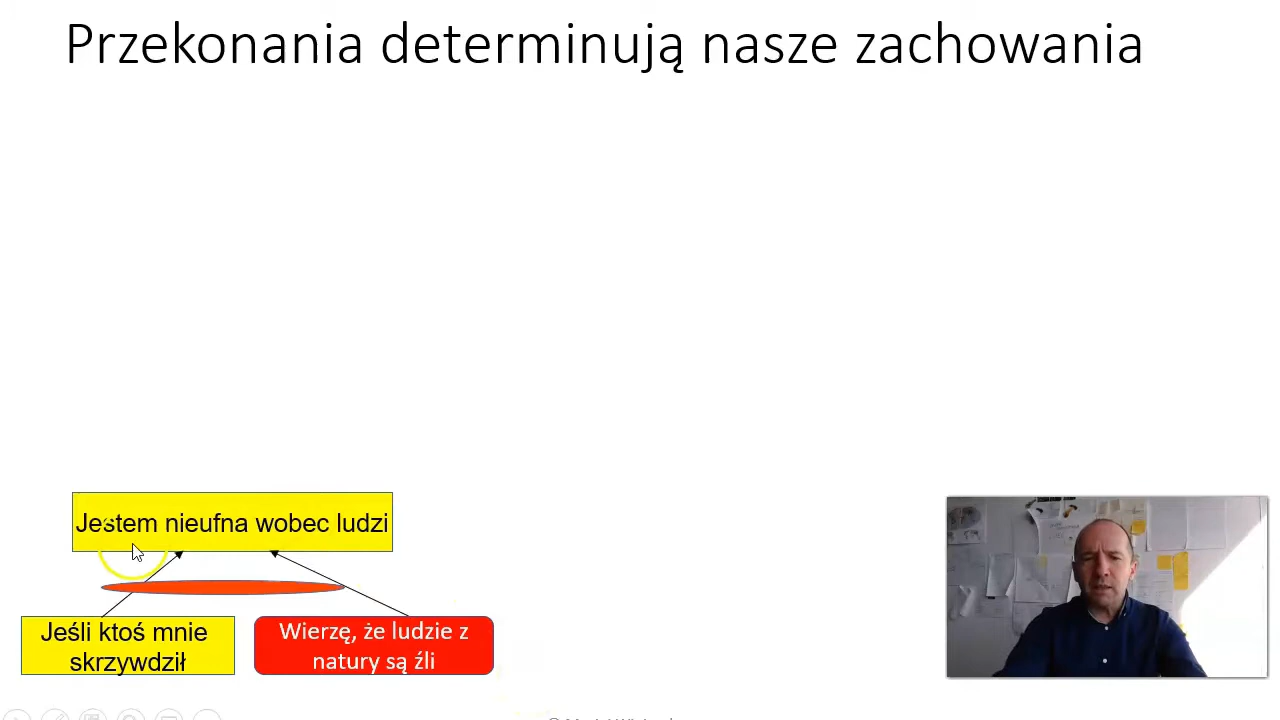 Przekonania determinują nasze zachowania
Jestem nieufna wobec ludzi
Jeśli ktoś mnie
skrzywdził
Wierzę, że ludzie z
natury są źli